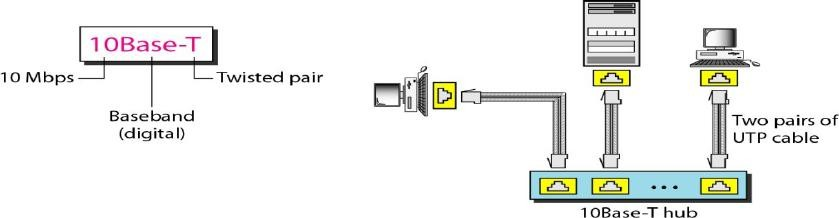 10Base-T
10 Mbps
Twisted pair
Baseband
(digital)
Two pairs of
UTP cable
10Base-T hub